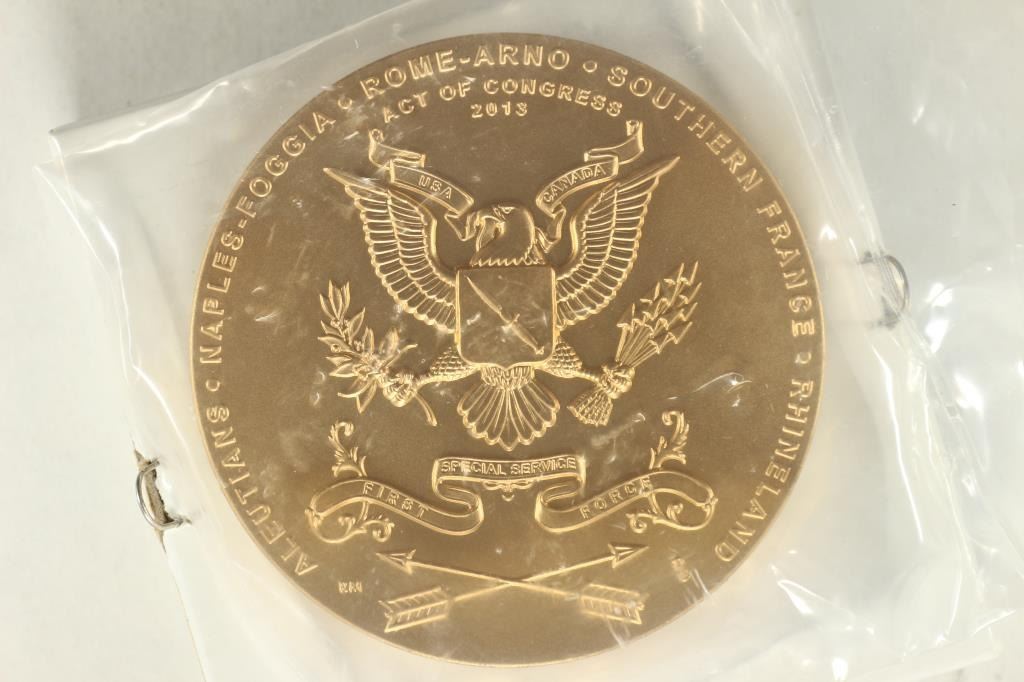 ALEUTIANS • NAPLES-FOGGIA • ROME-ARNO • SOUTHERN FRANCE • RHINELAND
ACT OF CONGRESS
2013
USA
CANADA
SPECIAL SERVICE
FIRST
FORCE